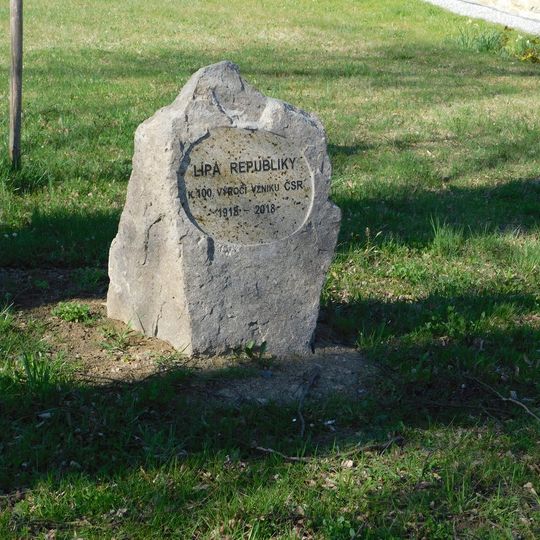 LÍPA REPUBLIKY
K 100. VÝROČÍ VZNIKU ČSR
1918 - 2018